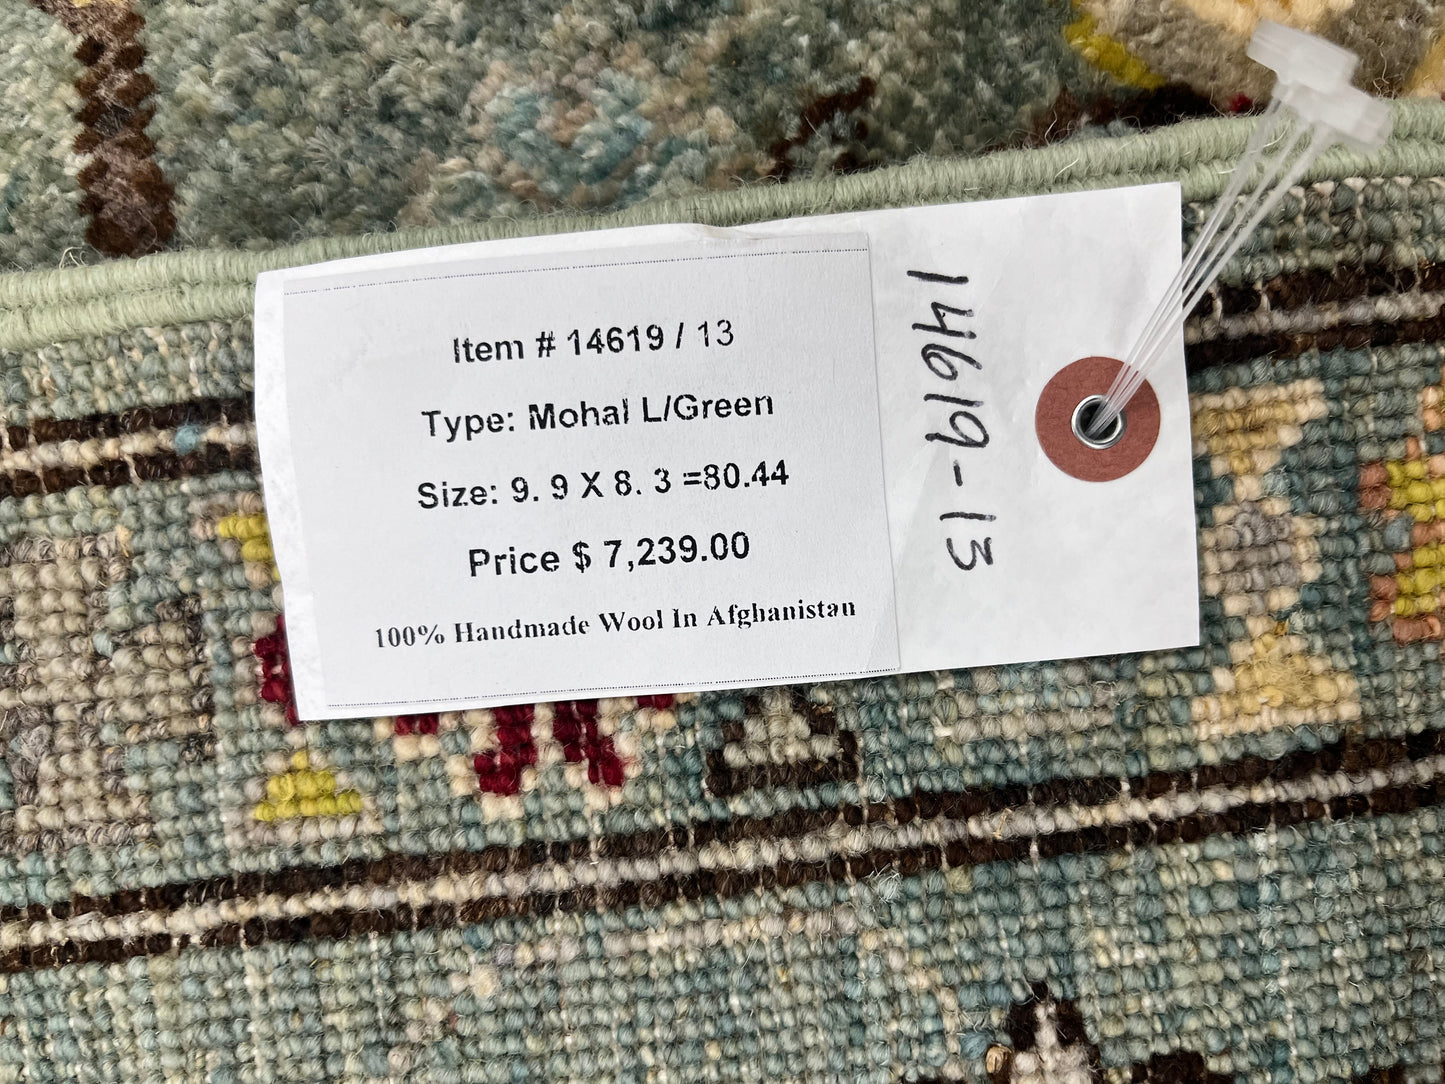 Item # 14619 / 13
Type: Mohal L/Green
Size: 9. 9 X 8. 3 =80.44
Price $ 7,239.00
100% Handmade Wool In Afghanistan
14619-13